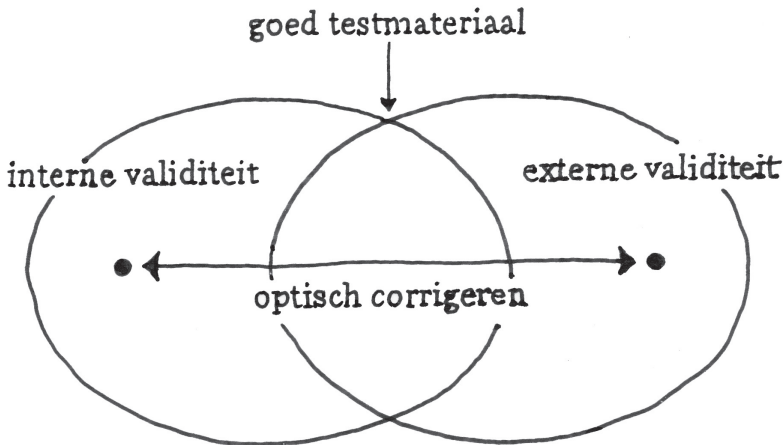 goed testmateriaal
interne validiteit
externe validiteit
optisch corrigeren